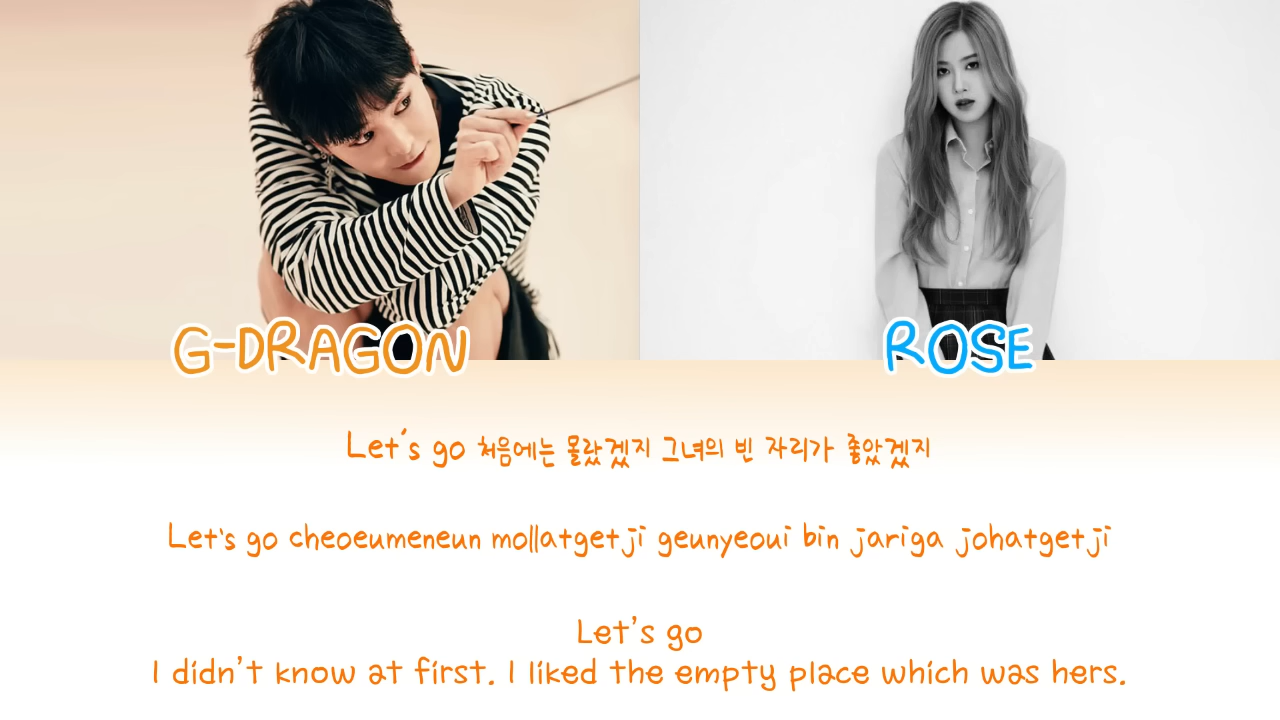 G-DRAGON
ROSE
Let's go 처음에는 몰랐겠지 그녀의 빈 자리가 좋았겠지
Let's go cheoeumeneun mollatgetji geunyeoui bin jariga johatgetji
Let's go
I didn't know at first. I liked the empty place which was hers.